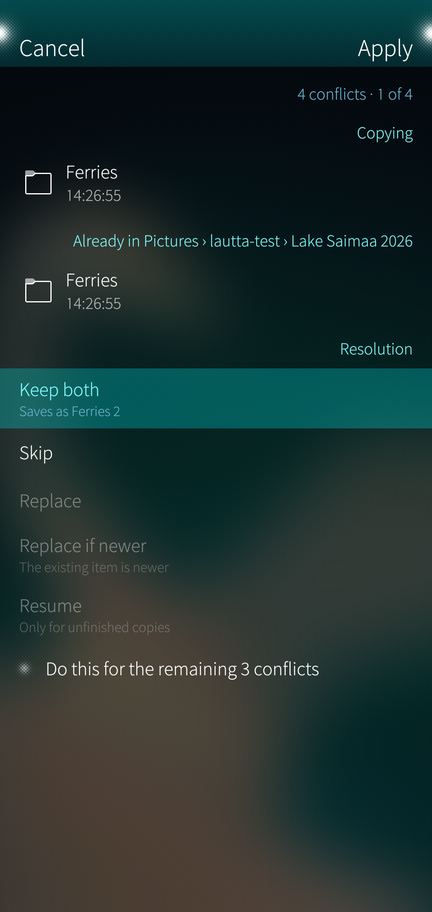 Cancel
Apply
4 conflicts · 1 of 4
Copying
Ferries
14:26:55
Already in Pictures › lautta-test › Lake Saimaa 2026
Ferries
14:26:55
Resolution
Keep both
Saves as Ferries 2
Skip
Replace
Replace if newer
The existing item is newer
Resume
Only for unfinished copies
Do this for the remaining 3 conflicts